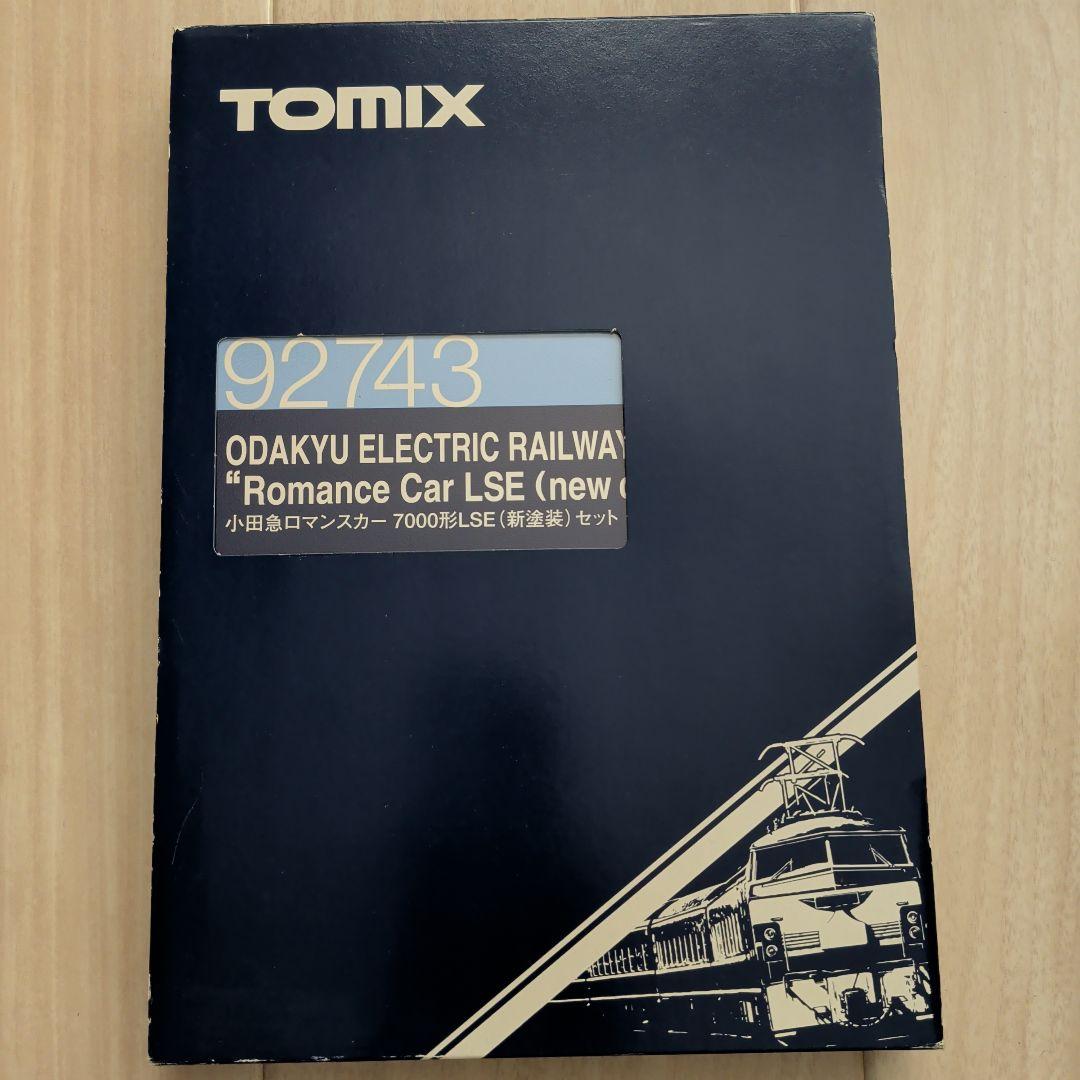 TOMIX
92743
ODAKYU ELECTRIC RAILWAY
“Romance Car LSE (new
小田急ロマンスカー 7000形LSE(新塗装)セット